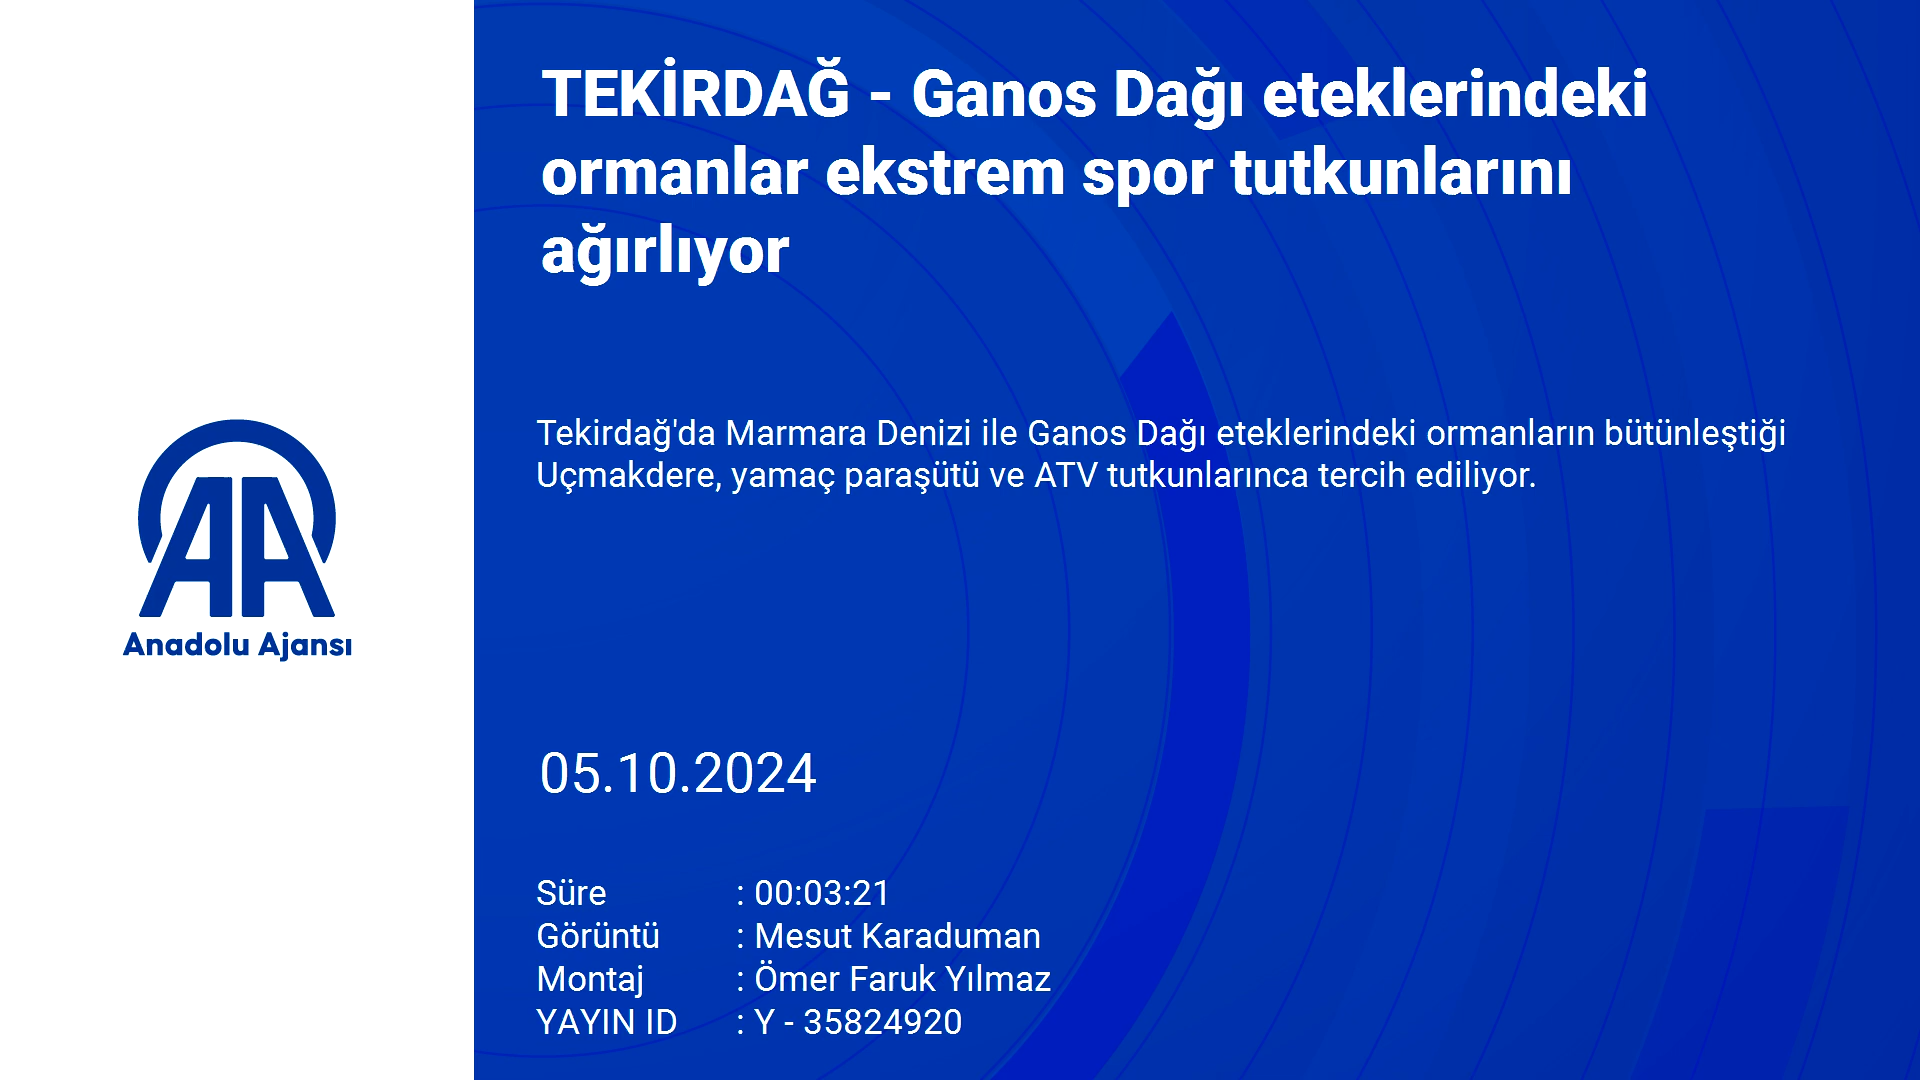 TEKİRDAĞ - Ganos Dağı eteklerindeki
ormanlar ekstrem spor tutkunlarını
ağırlıyor
Tekirdağ'da Marmara Denizi ile Ganos Dağı eteklerindeki ormanların bütünleştiği
Uçmakdere, yamaç paraşütü ve ATV tutkunlarınca tercih ediliyor.
AA
Anadolu Ajansı
05.10.2024
Süre : 00:03:21
Görüntü : Mesut Karaduman
Montaj : Ömer Faruk Yılmaz
YAYIN ID : Y - 35824920